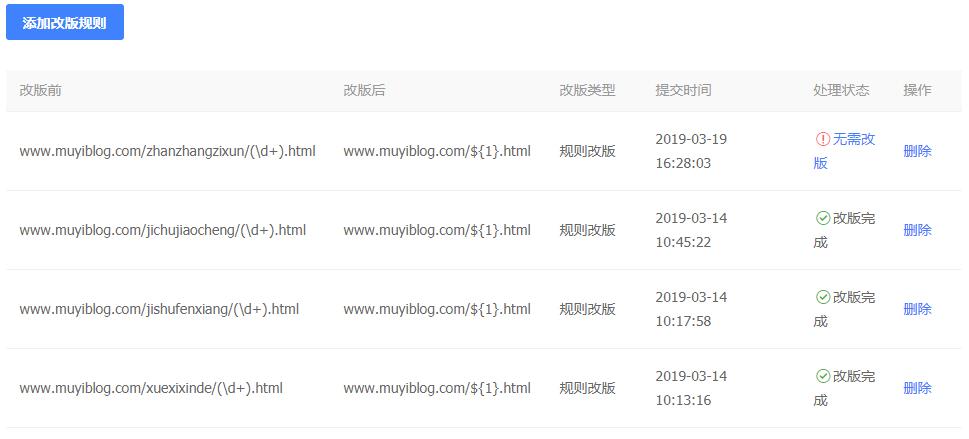 添加改版规则
改版前 改版后 改版类型 提交时间 处理状态 操作
www.muyiblog.com/zhanzhangzixun/(\d+).html www.muyiblog.com/${1}.html 规则改版 2019-03-19 16:28:03 无需改版 删除
www.muyiblog.com/jichujiaocheng/(\d+).html www.muyiblog.com/${1}.html 规则改版 2019-03-14 10:45:22 改版完成 删除
www.muyiblog.com/jishufenxiang/(\d+).html www.muyiblog.com/${1}.html 规则改版 2019-03-14 10:17:58 改版完成 删除
www.muyiblog.com/xuexixinde/(\d+).html www.muyiblog.com/${1}.html 规则改版 2019-03-14 10:13:16 改版完成 删除